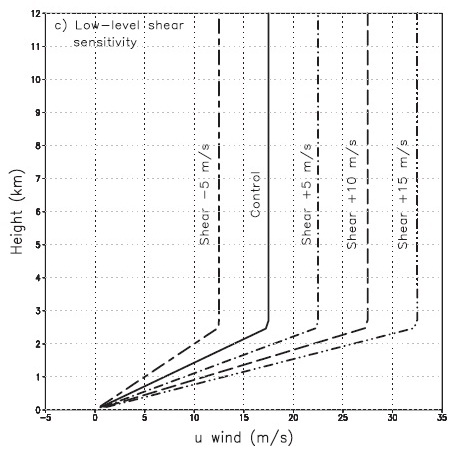 c) Low-level shear
sensitivity
12
11
10
9
8
7
6
5
4
3
2
1
0
Height (km)
Shear -5 m/s
Control
Shear +5 m/s
Shear +10 m/s
Shear +15 m/s
-5
0
5
10
15
20
25
30
35
u wind (m/s)